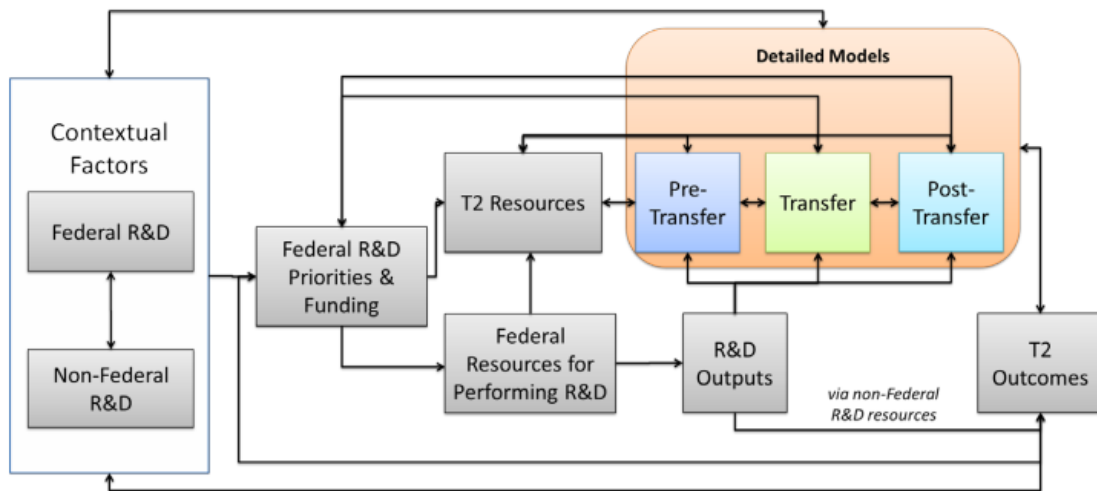 Detailed Models
Contextual
Factors
Federal R&D
Non-Federal
R&D
Federal R&D
Priorities &
Funding
T2 Resources
Federal
Resources for
Performing R&D
Pre-
Transfer
Transfer
Post-
Transfer
R&D
Outputs
via non-Federal
R&D resources
T2
Outcomes